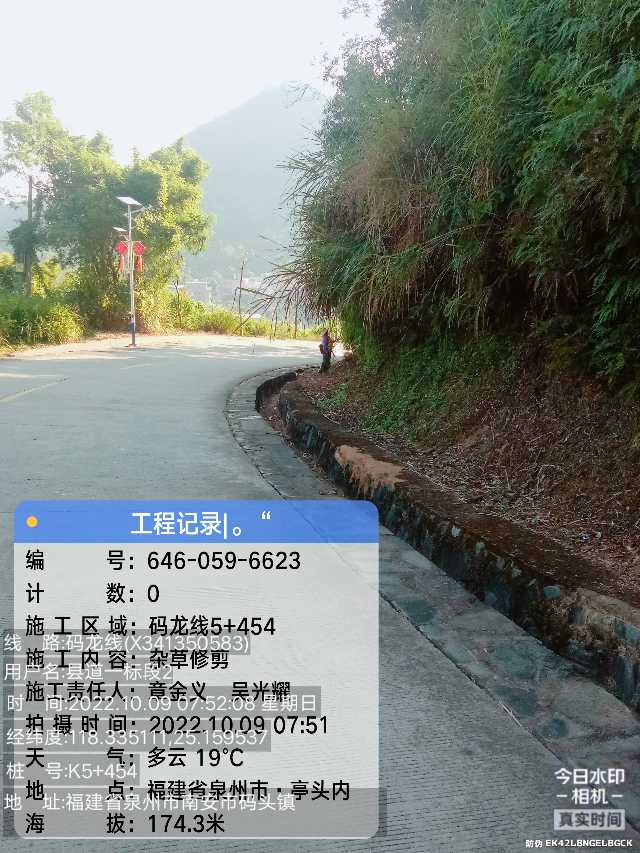 工程记录|。“
编 号：646-059-6623
计 数：0
施工区域：码龙线5+454
线 路:码龙线(X341350583)
施工内容：杂草修剪
用户名:县道一标段2
施工责任人：章金义 吴光耀
时 间:2022.10.09 07:52:08 星期日
拍摄时间：2022.10.09 07:51
经纬度:118.335111,25.159537
天 气：多云 19℃
桩 号:K5+454
地 点：福建省泉州市·亭头内
地 址:福建省泉州市南安市码头镇
海 拔：174.3米
今日水印
相机
真实时间
防伪 EK42LBNGELBGCK